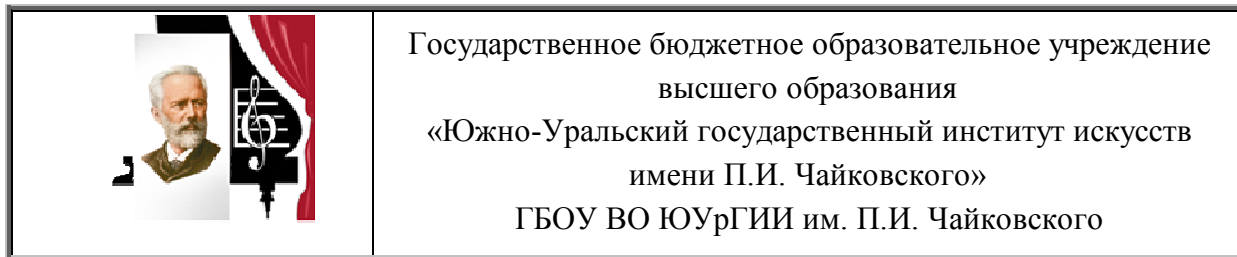 Государственное бюджетное образовательное учреждение
высшего образования
«Южно-Уральский государственный институт искусств
имени П.И. Чайковского»
ГБОУ ВО ЮУрГИИ им. П.И. Чайковского